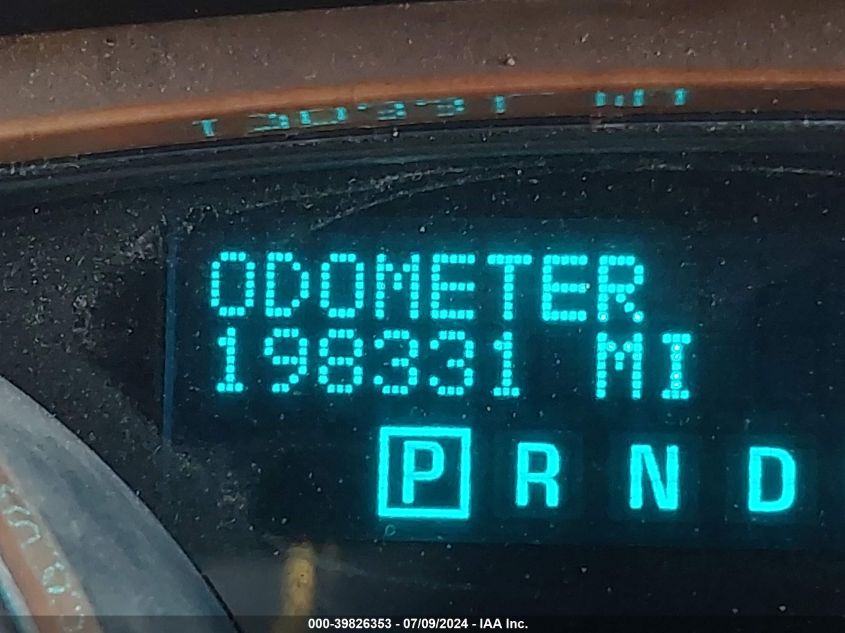 ODOMETER
198331 MI
P R N D
000-39826353 - 07/09/2024 - IAA Inc.